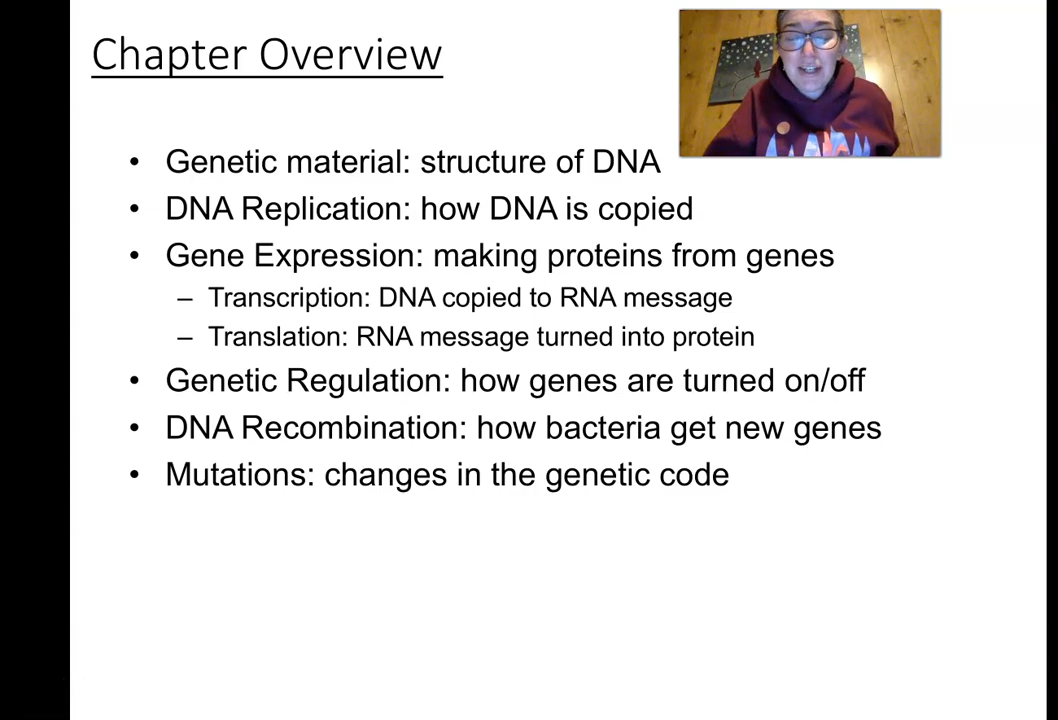 Chapter Overview
• Genetic material: structure of DNA
• DNA Replication: how DNA is copied
• Gene Expression: making proteins from genes
– Transcription: DNA copied to RNA message
– Translation: RNA message turned into protein
• Genetic Regulation: how genes are turned on/off
• DNA Recombination: how bacteria get new genes
• Mutations: changes in the genetic code